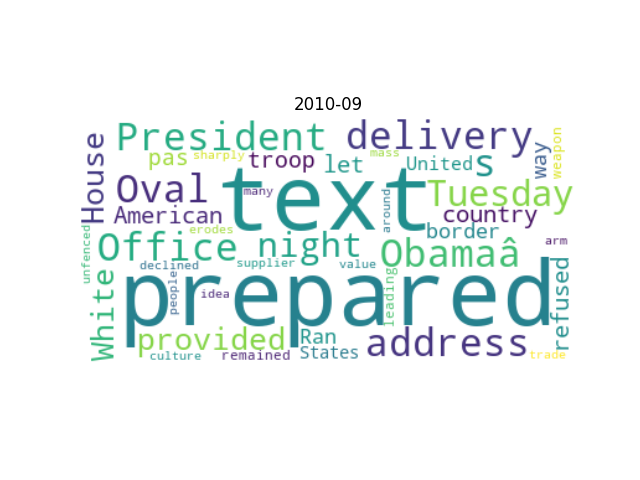 2010-09
President delivery
House
pas sharply troop let mass United s way weapon
Oval many text Tuesday
American around country
erodes border
Office night Obamaâ arm
unfenced declined supplier value
White people idea prepared leading refused
provided Ran address
culture remained States trade